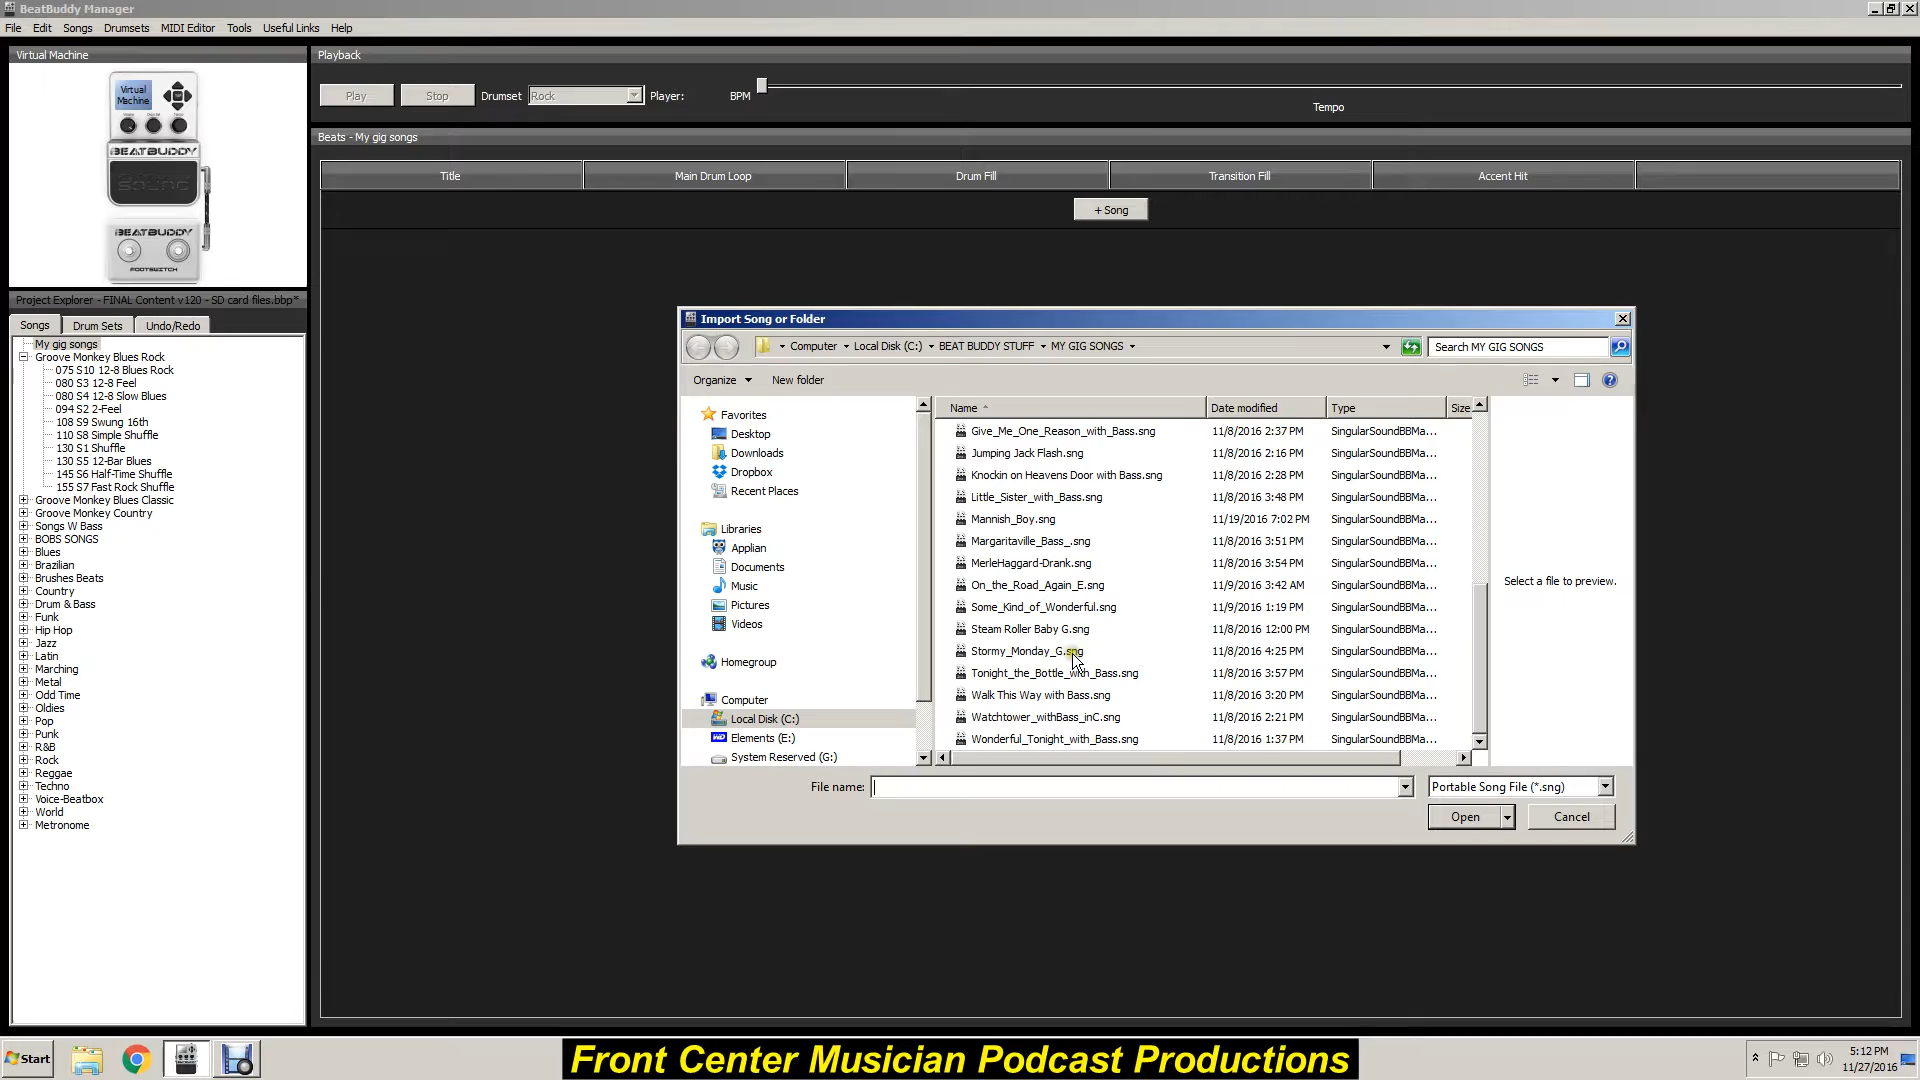 BeatBuddy Manager
File Edit Songs Drumsets MIDI Editor Tools Useful Links Help
Virtual Machine
Virtual
Machine
BEATBUDDY
BEATBUDDY
FOOTSWITCH
Playback
Play Stop Drumset Rock Player: BPM
Tempo
Beats - My gig songs
Title Main Drum Loop Drum Fill Transition Fill Accent Hit
+ Song
Project Explorer - FINAL Content v120 - SD card files.bbp*
Songs Drum Sets Undo/Redo
My gig songs
Groove Monkey Blues Rock
075 S10 12-8 Blues Rock
080 S3 12-8 Feel
080 S4 12-8 Slow Blues
094 S2 2-Feel
108 S9 Swung 16th
110 S8 Simple Shuffle
130 S1 Shuffle
130 S5 12-Bar Blues
145 S6 Half-Time Shuffle
155 S7 Fast Rock Shuffle
Groove Monkey Blues Classic
Groove Monkey Country
Songs W Bass
BOBS SONGS
Blues
Brazilian
Brushes Beats
Country
Drum & Bass
Funk
Hip Hop
Jazz
Latin
Marching
Metal
Odd Time
Oldies
Pop
Punk
R&B
Rock
Reggae
Techno
Voice-Beatbox
World
Metronome
Import Song or Folder
Computer Local Disk (C:) BEAT BUDDY STUFF MY GIG SONGS
Search MY GIG SONGS
Organize New folder
Favorites
Desktop
Downloads
Dropbox
Recent Places
Libraries
Applian
Documents
Music
Pictures
Videos
Homegroup
Computer
Local Disk (C:)
Elements (E:)
System Reserved (G:)
Name Date modified Type Size
Give_Me_One_Reason_with_Bass.sng 11/8/2016 2:37 PM SingularSoundBBMa...
Jumping Jack Flash.sng 11/8/2016 2:16 PM SingularSoundBBMa...
Knockin on Heavens Door with Bass.sng 11/8/2016 2:28 PM SingularSoundBBMa...
Little_Sister_with_Bass.sng 11/8/2016 3:48 PM SingularSoundBBMa...
Mannish_Boy.sng 11/19/2016 7:02 PM SingularSoundBBMa...
Margaritaville_Bass_.sng 11/8/2016 3:51 PM SingularSoundBBMa...
MerleHaggard-Drank.sng 11/8/2016 3:54 PM SingularSoundBBMa...
On_the_Road_Again_E.sng 11/9/2016 3:42 AM SingularSoundBBMa...
Some_Kind_of_Wonderful.sng 11/9/2016 1:19 PM SingularSoundBBMa...
Steam Roller Baby G.sng 11/8/2016 12:00 PM SingularSoundBBMa...
Stormy_Monday_G.sng 11/8/2016 4:25 PM SingularSoundBBMa...
Tonight_the_Bottle_with_Bass.sng 11/8/2016 3:57 PM SingularSoundBBMa...
Walk This Way with Bass.sng 11/8/2016 3:20 PM SingularSoundBBMa...
Watchtower_withBass_inC.sng 11/8/2016 2:21 PM SingularSoundBBMa...
Wonderful_Tonight_with_Bass.sng 11/8/2016 1:37 PM SingularSoundBBMa...
Select a file to preview.
File name: Portable Song File (*.sng)
Open Cancel
Start
Front Center Musician Podcast Productions
5:12 PM
11/27/2016